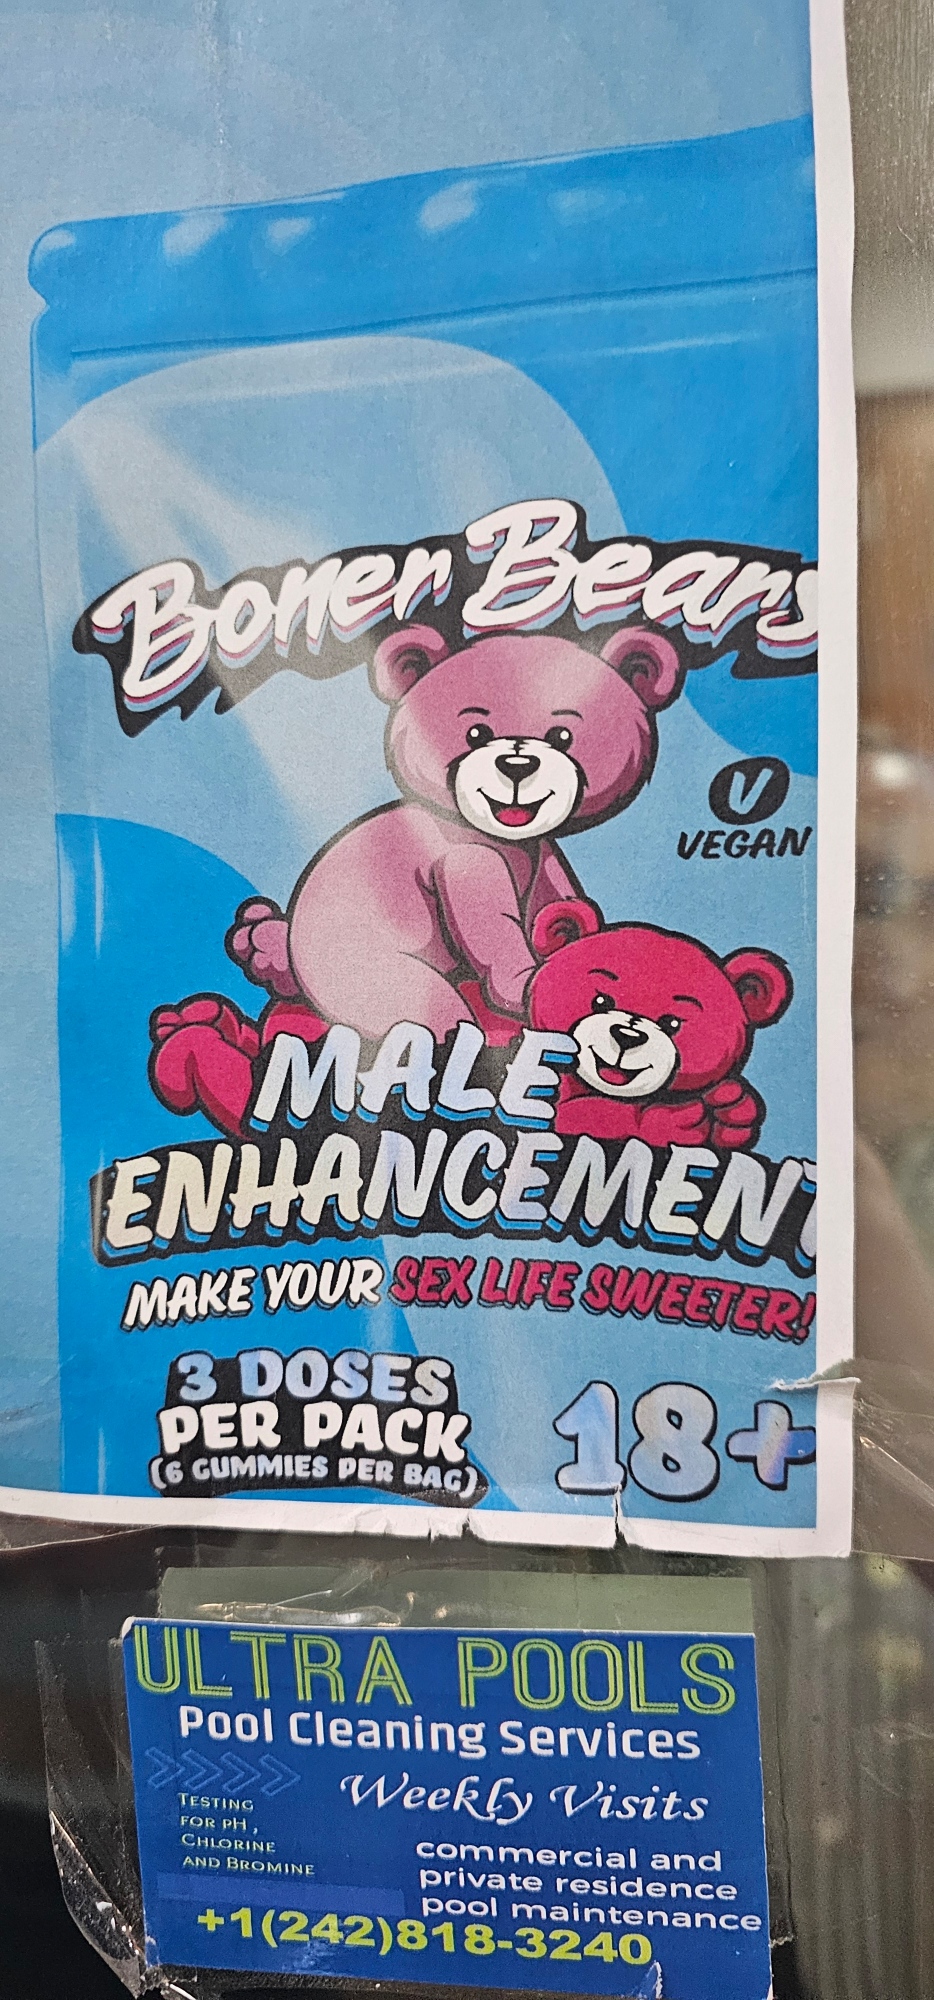 Boner Bears
V
VEGAN
MALE
ENHANCEMENT
MAKE YOUR SEX LIFE SWEETER!
3 DOSES
PER PACK
(6 GUMMIES PER BAG)
18+
ULTRA POOLS
Pool Cleaning Services
Weekly Visits
TESTING
FOR PH,
CHLORINE
AND BROMINE
commercial and
private residence
pool maintenance
+1(242)818-3240